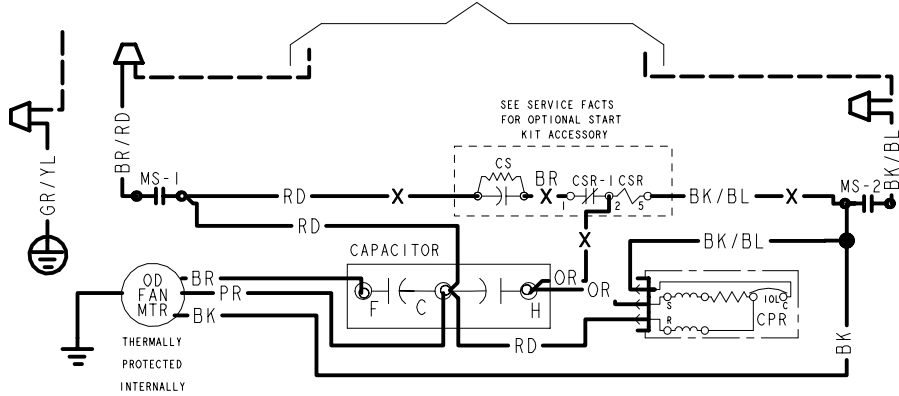 SEE SERVICE FACTS
FOR OPTIONAL START
KIT ACCESSORY
BR/RD
GR/YL
BK/BL
MS-1
RD
X
CS
BR
X
CSR-1
CSR
1
2
5
BK/BL
X
MS-2
RD
X
BK/BL
CAPACITOR
OD
FAN
MTR
BR
PR
BK
F
C
H
OR
OR
S
R
IOL
C
CPR
RD
BK
THERMALLY
PROTECTED
INTERNALLY